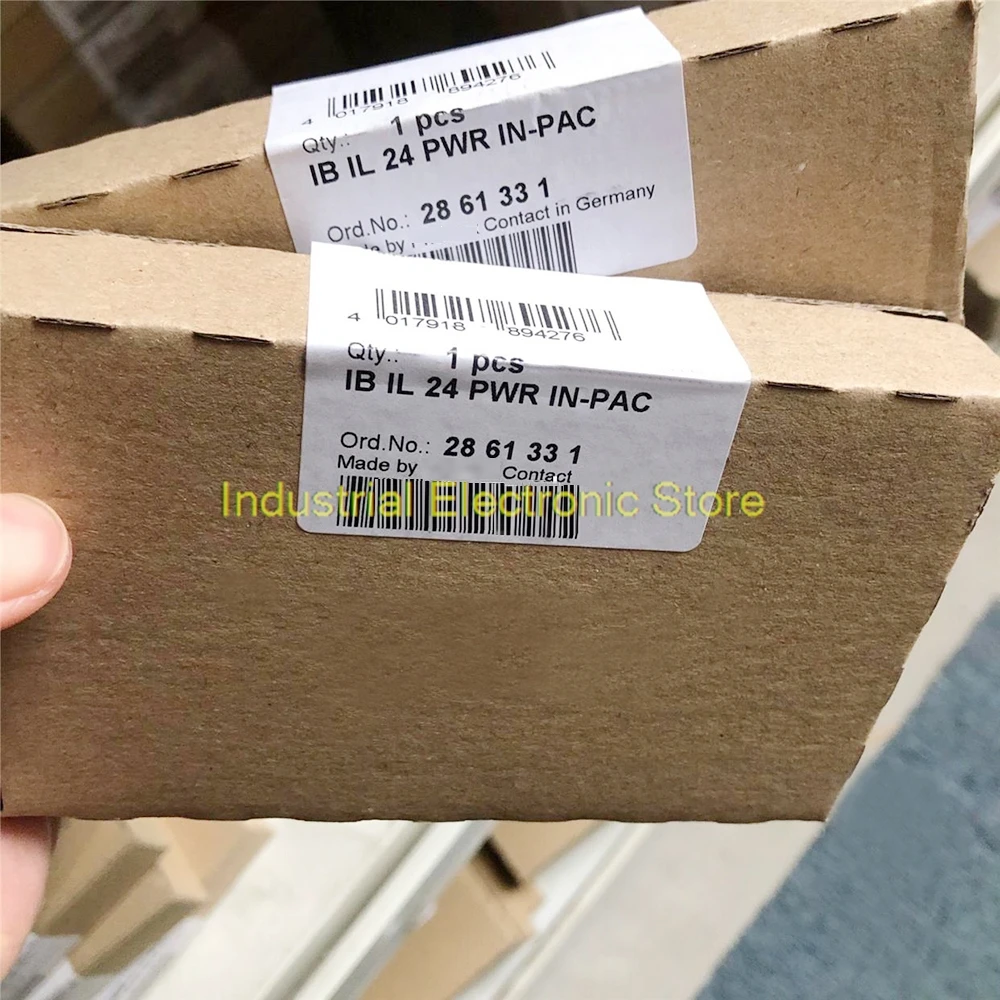 4 017918 894276
Qty.: 1 pcs
IB IL 24 PWR IN-PAC
Ord.No.: 28 61 33 1
by Contact in Germany
4 017918 894276
Qty.: 1 pcs
IB IL 24 PWR IN-PAC
Ord.No.: 28 61 33 1
Made by Contact
Industrial Electronic Store